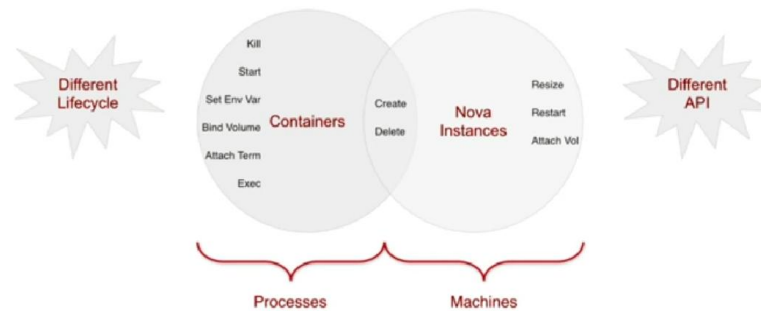 Different
Lifecycle
Kill
Start
Set Env Var
Bind Volume
Attach Term
Exec
Containers
Create
Delete
Nova
Instances
Resize
Restart
Attach Vol
Different
API
Processes
Machines